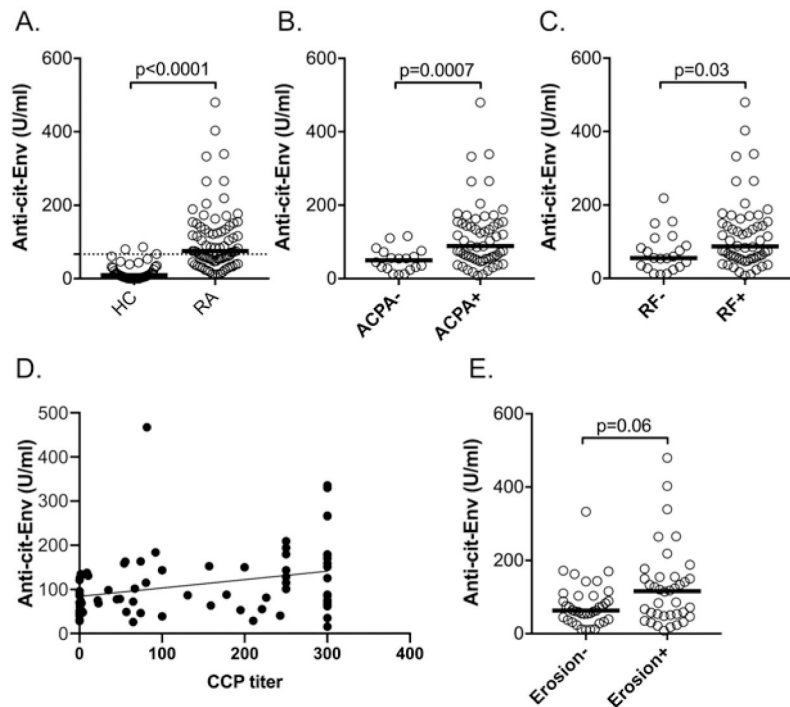 A.
B.
C.
p<0.0001
p=0.0007
p=0.03
Anti-cit-Env (U/ml)
600
400
200
0
HC
RA
Anti-cit-Env (U/ml)
600
400
200
0
ACPA-
ACPA+
Anti-cit-Env (U/ml)
600
400
200
0
RF-
RF+
D.
Anti-cit-Env (U/ml)
500
400
300
200
100
0
0
100
200
300
400
CCP titer
E.
p=0.06
Anti-cit-Env (U/ml)
600
400
200
0
Erosion-
Erosion+